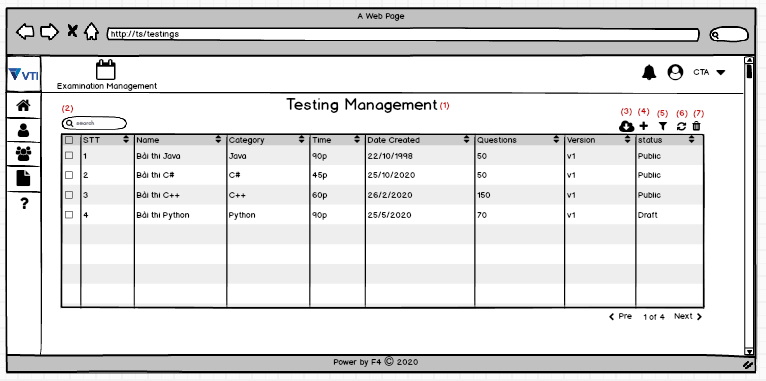 A Web Page
http://ts/testings
VTI
Examination Management
CTA
Testing Management (1)
(2)
search
(3) (4) (5) (6) (7)
STT Name Category Time Date Created Questions Version status
1 Bài thi Java Java 90p 22/10/1998 50 v1 Public
2 Bài thi C# C# 45p 25/10/2020 50 v1 Public
3 Bài thi C++ C++ 60p 26/2/2020 150 v1 Public
4 Bài thi Python Python 90p 25/5/2020 70 v1 Draft
Pre 1 of 4 Next
Power by F4 © 2020